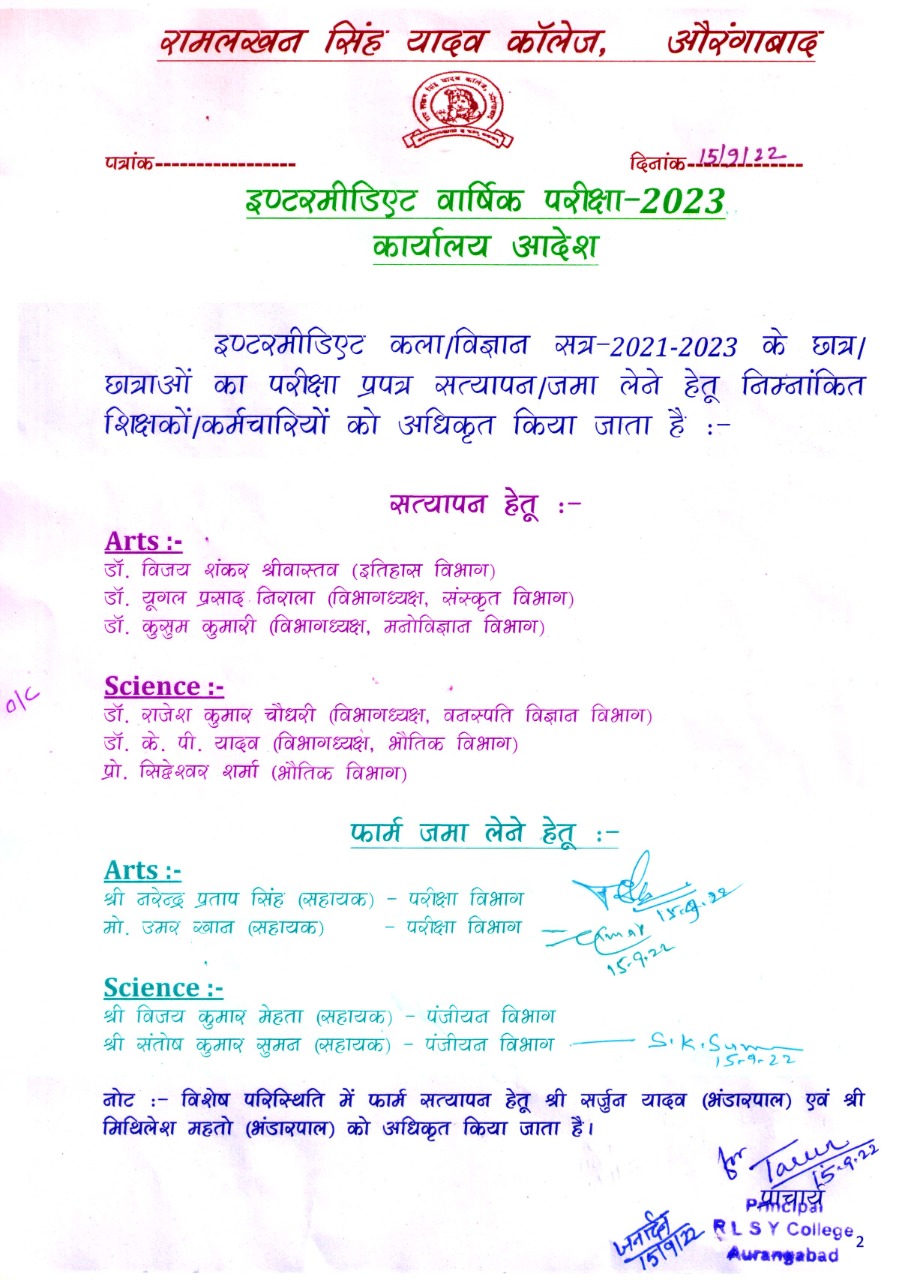 रामलखन सिंह यादव कॉलेज, औरंगाबाद
पत्रांक-----------------
दिनांक--------------
15/9/22
इण्टरमीडिएट वार्षिक परीक्षा-2023
कार्यालय आदेश
इण्टरमीडिएट कला/विज्ञान सत्र-2021-2023 के छात्र/
छात्राओं का परीक्षा प्रपत्र सत्यापन/जमा लेने हेतू निम्नांकित
शिक्षकों/कर्मचारियों को अधिकृत किया जाता है :-
सत्यापन हेतू :-
Arts :-
डॉ. विजय शंकर श्रीवास्तव (इतिहास विभाग)
डॉ. यूगल प्रसाद निराला (विभागध्यक्ष, संस्कृत विभाग)
डॉ. कुसुम कुमारी (विभागध्यक्ष, मनोविज्ञान विभाग)
Science :-
O/C
डॉ. राजेश कुमार चौधरी (विभागध्यक्ष, वनस्पति विज्ञान विभाग)
डॉ. के. पी. यादव (विभागध्यक्ष, भौतिक विभाग)
प्रो. सिद्वेश्वर शर्मा (भौतिक विभाग)
फार्म जमा लेने हेतू :-
Arts :-
श्री नरेन्द्र प्रताप सिंह (सहायक) - परीक्षा विभाग
15.9.22
मो. उमर खान (सहायक) - परीक्षा विभाग
15.9.22
Science :-
श्री विजय कुमार मेहता (सहायक) - पंजीयन विभाग
श्री संतोष कुमार सुमन (सहायक) - पंजीयन विभाग
S.K.Suman
15-9-22
नोट :- विशेष परिस्थिति में फार्म सत्यापन हेतू श्री सर्जुन यादव (भंडारपाल) एवं श्री
मिथिलेश महतो (भंडारपाल) को अधिकृत किया जाता है।
for
15.9.22
प्राचार्य
Principal
R L S Y College
Aurangabad
जनार्दन
15/9/22
2